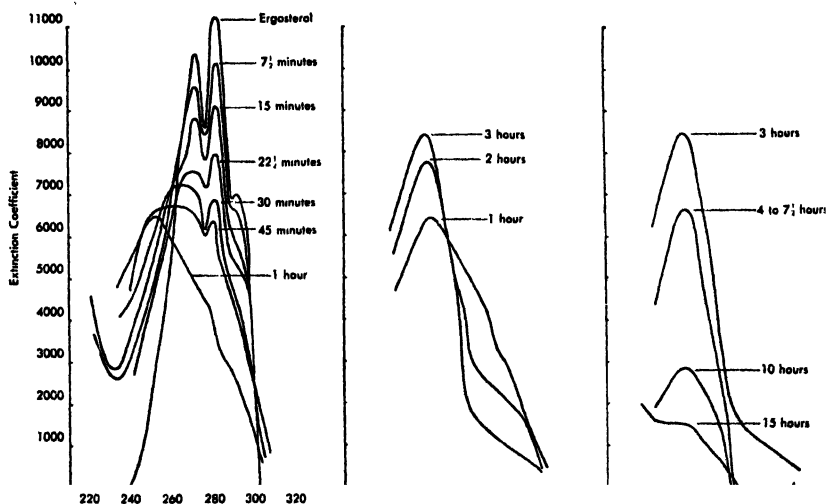 11000
10000
9000
8000
7000
6000
5000
4000
3000
2000
1000
Extinction Coefficient
220 240 260 280 300 320
Ergosterol
7½ minutes
15 minutes
22½ minutes
30 minutes
45 minutes
1 hour
3 hours
2 hours
1 hour
3 hours
4 to 7½ hours
10 hours
15 hours